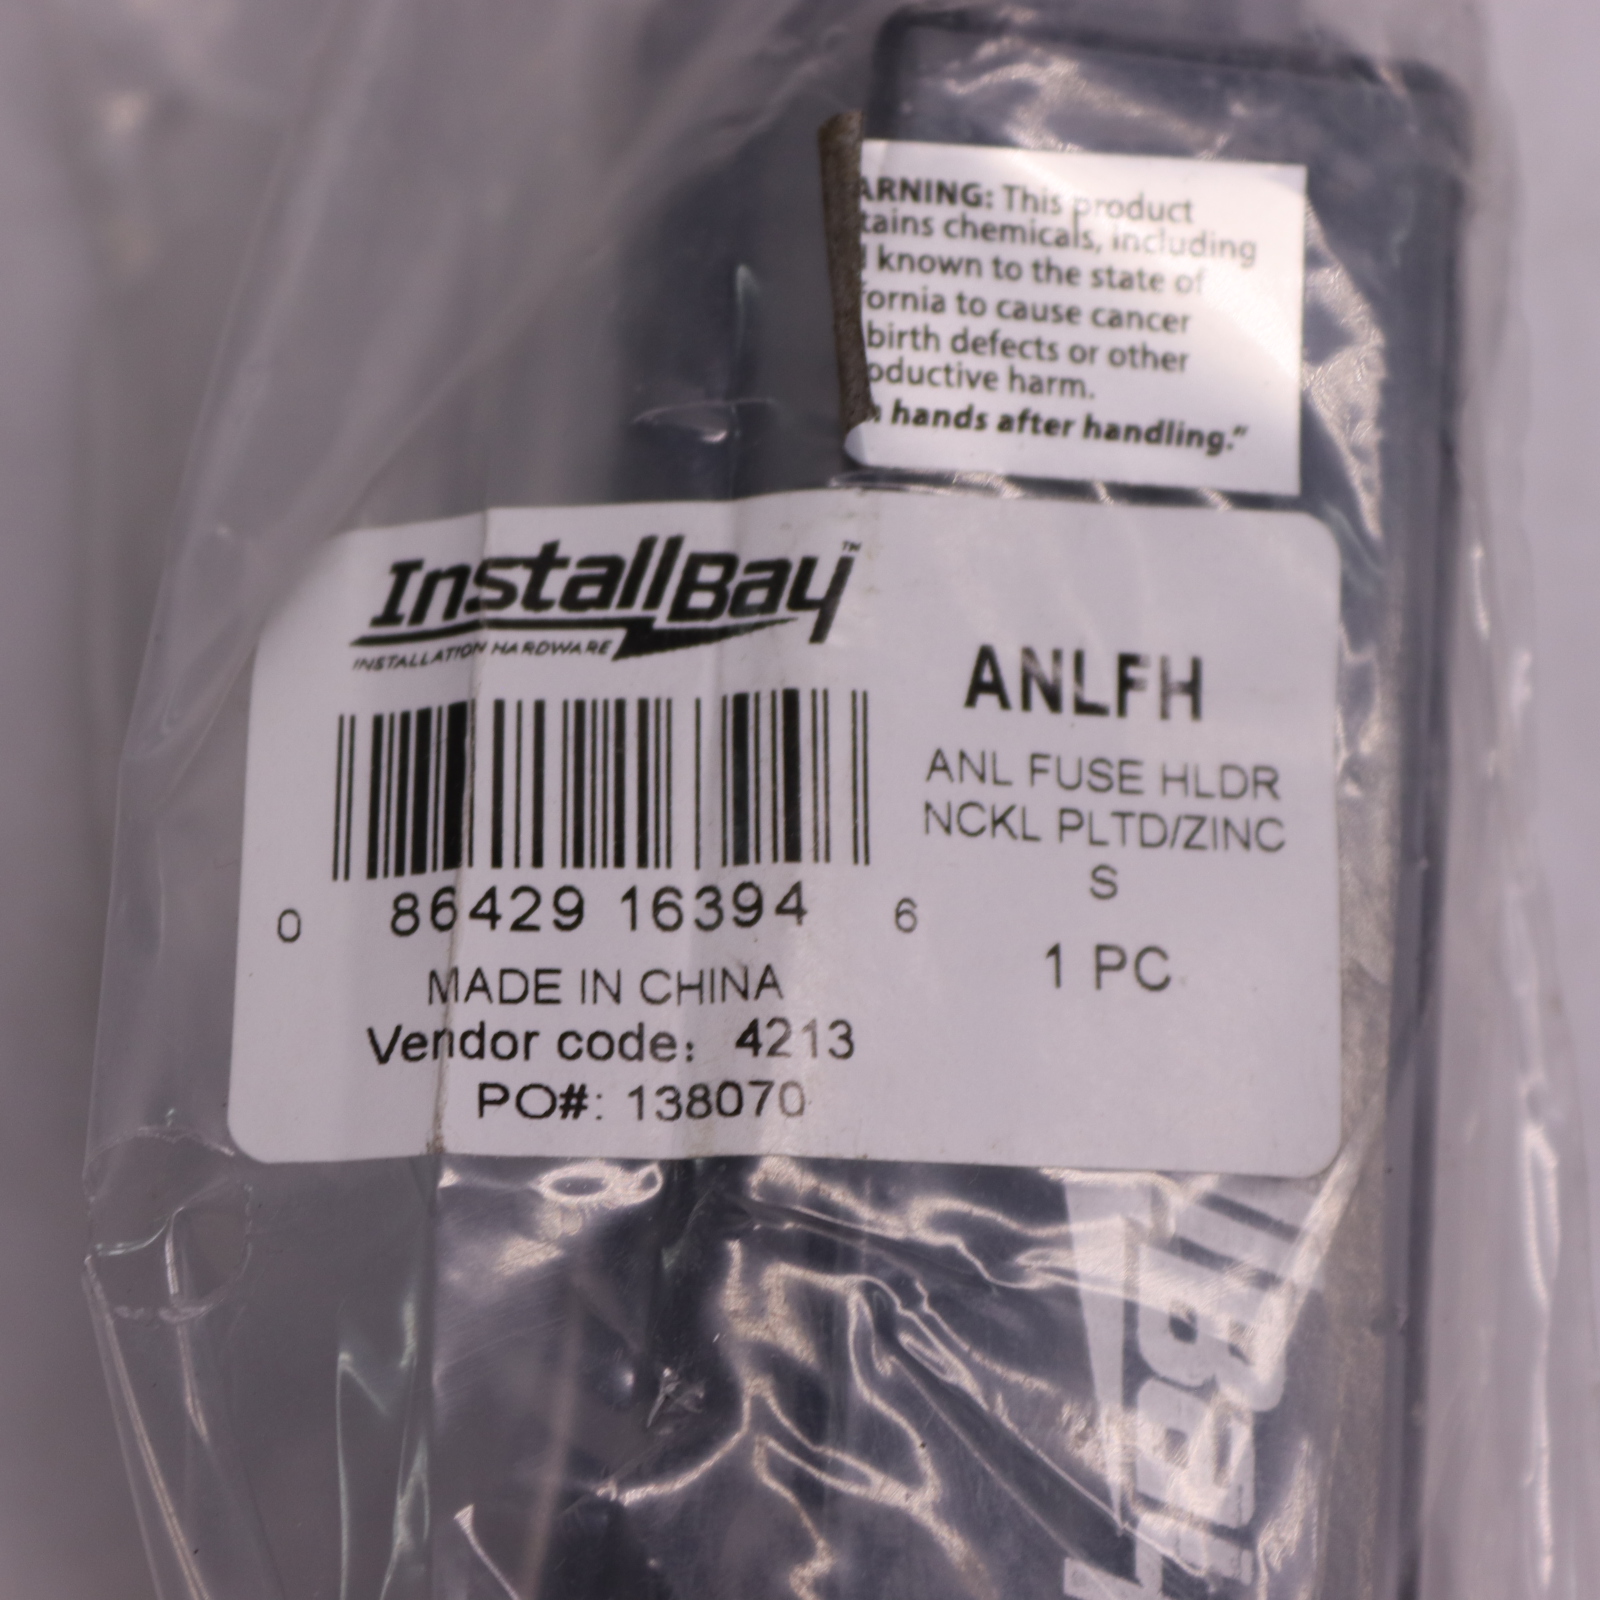 ARNING: This product
tains chemicals, including
known to the state of
fornia to cause cancer
birth defects or other
oductive harm.
hands after handling."
InstallBay™
INSTALLATION HARDWARE
ANLFH
ANL FUSE HLDR
NCKL PLTD/ZINC
S
1 PC
0 86429 16394 6
MADE IN CHINA
Vendor code: 4213
PO#: 138070